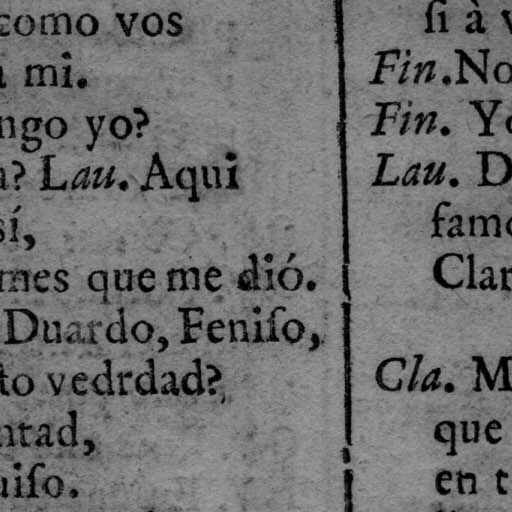 como vos
mi.
ngo yo?
? Lau. Aqui
sí,
mes que me dió.
Duardo, Feniſo,
to vedrdad?
ntad,
uiſo.
ſi à v
Fin. No
Fin. Yo
Lau. D
famo
Clar
Cla. M
que
en t